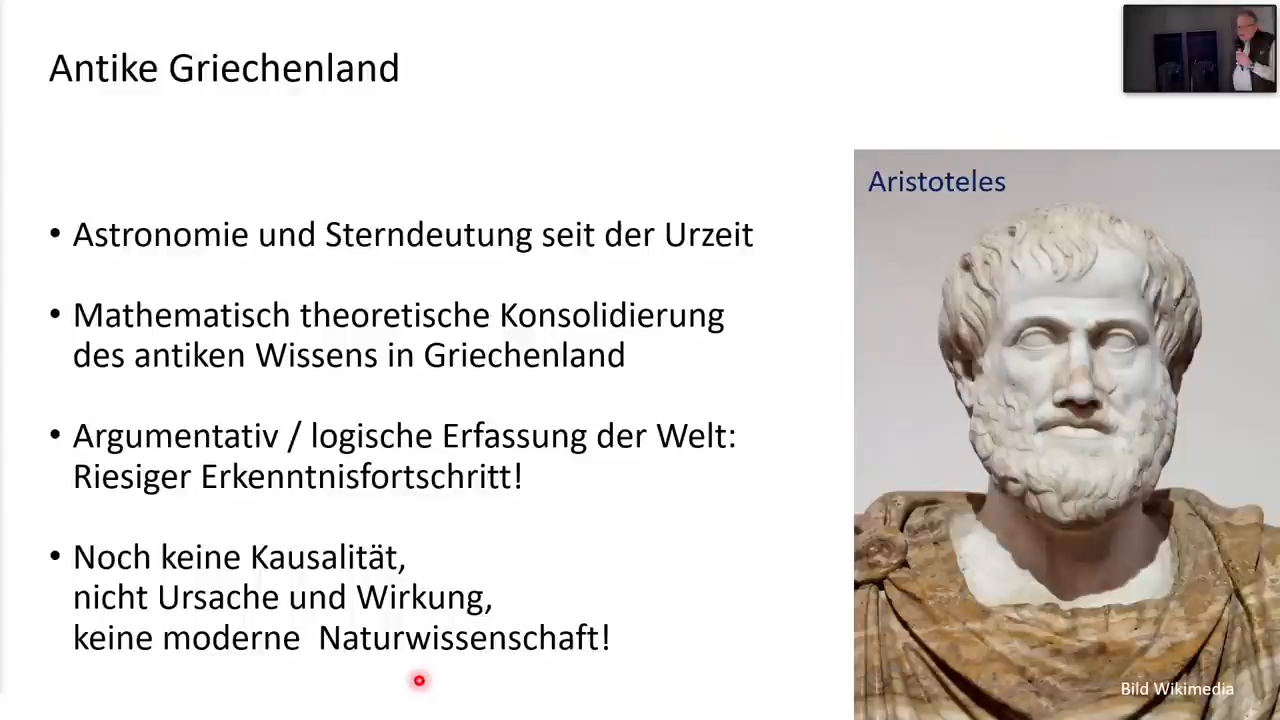 Antike Griechenland
Aristoteles
• Astronomie und Sterndeutung seit der Urzeit
• Mathematisch theoretische Konsolidierung
des antiken Wissens in Griechenland
• Argumentativ / logische Erfassung der Welt:
Riesiger Erkenntnisfortschritt!
• Noch keine Kausalität,
nicht Ursache und Wirkung,
keine moderne  Naturwissenschaft!
Bild Wikimedia